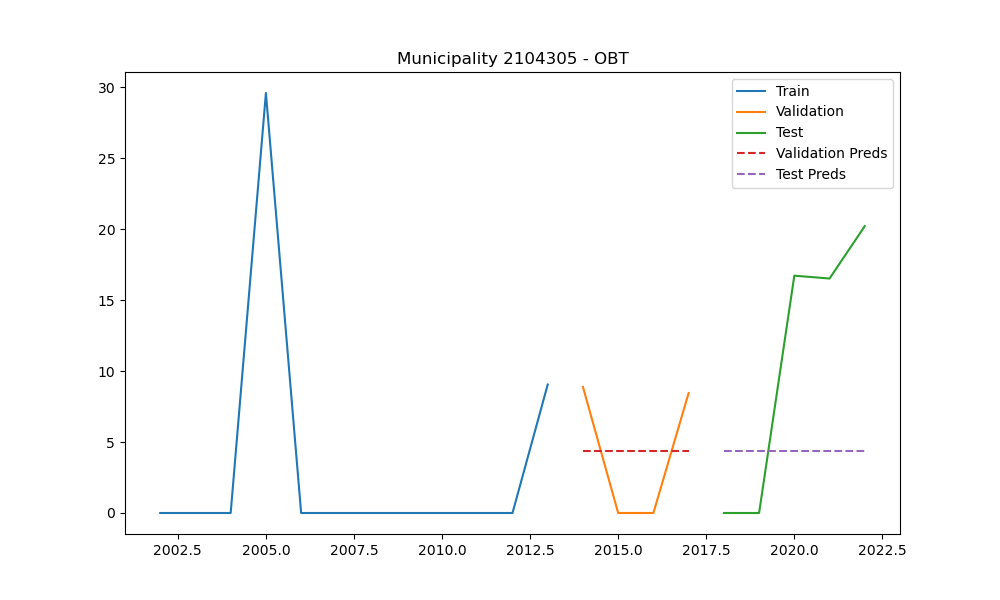 Municipality 2104305 - OBT
30
25
20
15
10
5
0
2002.5 2005.0 2007.5 2010.0 2012.5 2015.0 2017.5 2020.0 2022.5
Train
Validation
Test
Validation Preds
Test Preds